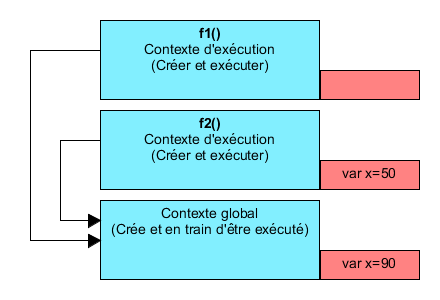 f1()
Contexte d'exécution
(Créer et exécuter)
f2()
Contexte d'exécution
(Créer et exécuter)
var x=50
Contexte global
(Crée et en train d'être exécuté)
var x=90